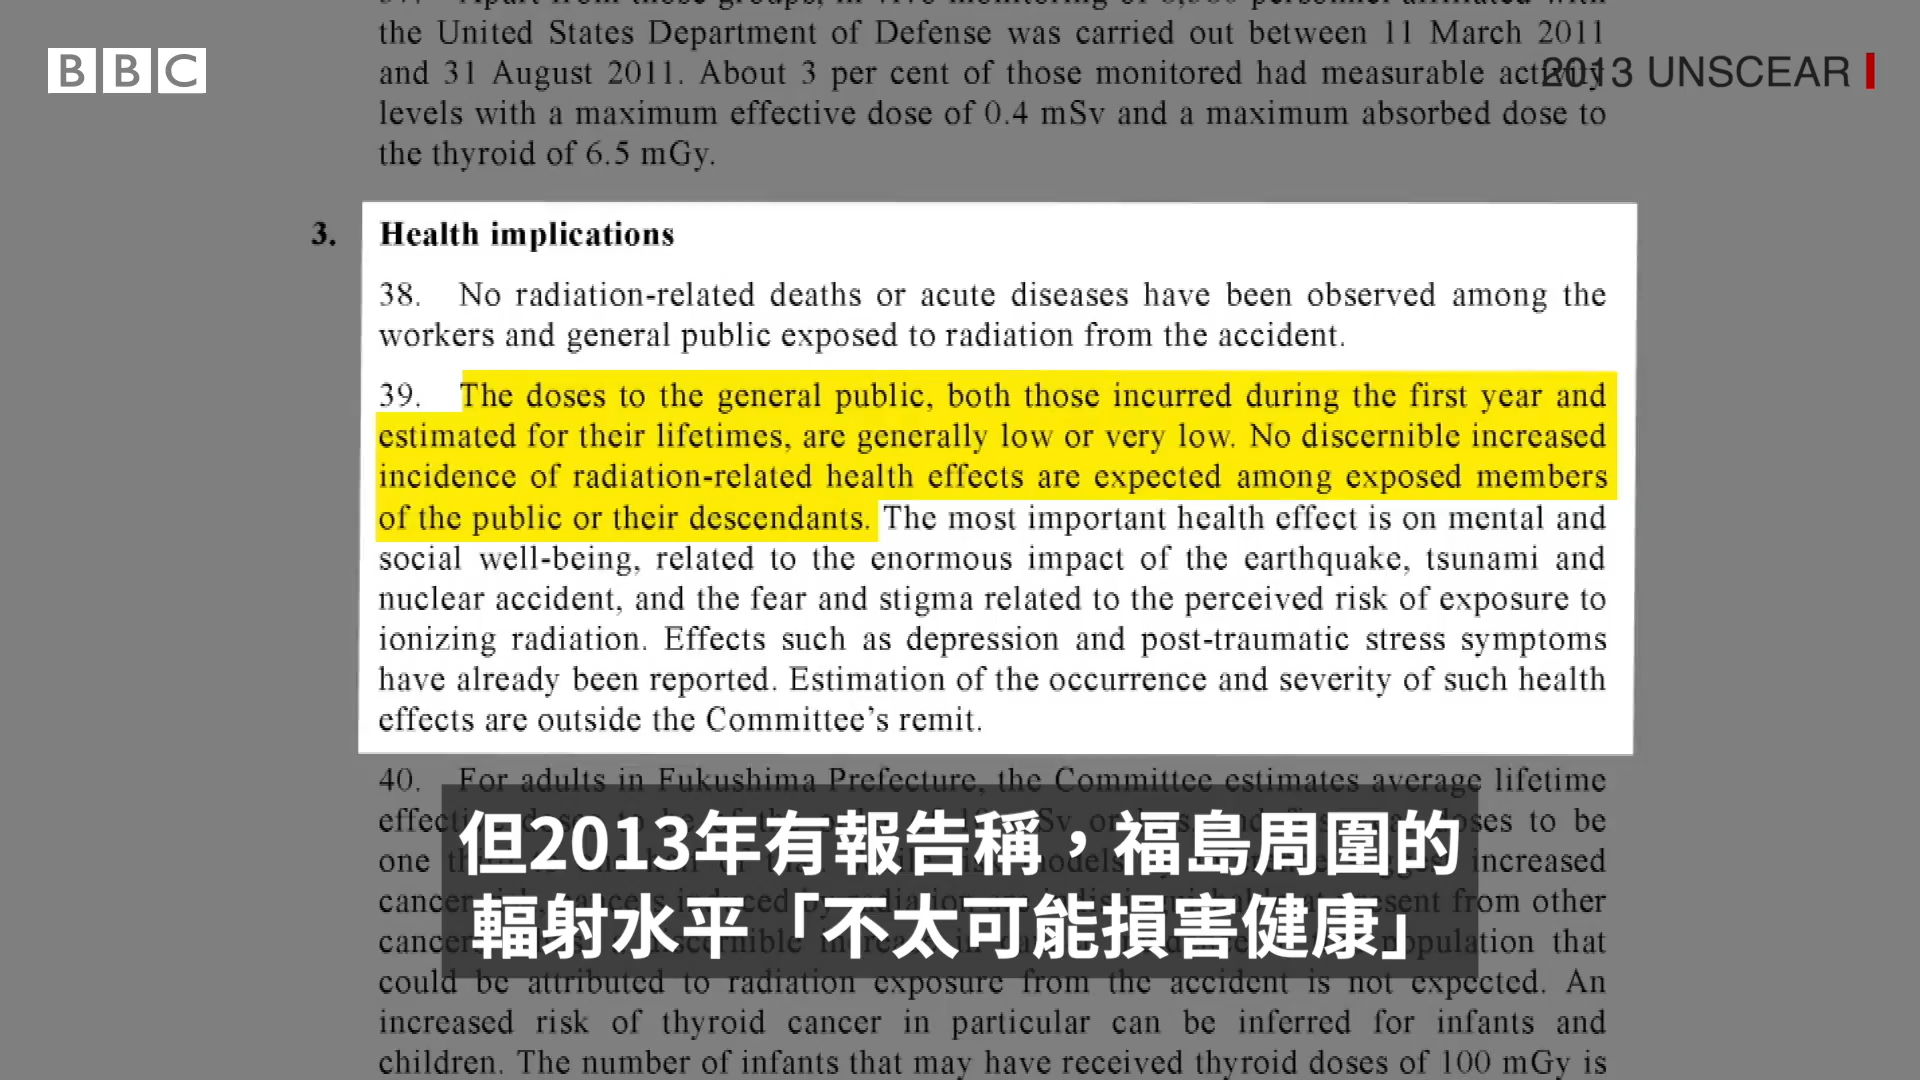 BBC
2013 UNSCEAR
the United States Department of Defense was carried out between 11 March 2011
and 31 August 2011. About 3 per cent of those monitored had measurable activity
levels with a maximum effective dose of 0.4 mSv and a maximum absorbed dose to
the thyroid of 6.5 mGy.
3. Health implications
38. No radiation-related deaths or acute diseases have been observed among the
workers and general public exposed to radiation from the accident.
39. The doses to the general public, both those incurred during the first year and
estimated for their lifetimes, are generally low or very low. No discernible increased
incidence of radiation-related health effects are expected among exposed members
of the public or their descendants. The most important health effect is on mental and
social well-being, related to the enormous impact of the earthquake, tsunami and
nuclear accident, and the fear and stigma related to the perceived risk of exposure to
ionizing radiation. Effects such as depression and post-traumatic stress symptoms
have already been reported. Estimation of the occurrence and severity of such health
effects are outside the Committee's remit.
40. For adults in Fukushima Prefecture, the Committee estimates average lifetime
但2013年有報告稱，福島周圍的
輻射水平「不太可能損害健康」
could be attributed to radiation exposure from the accident is not expected. An
increased risk of thyroid cancer in particular can be inferred for infants and
children. The number of infants that may have received thyroid doses of 100 mGy is